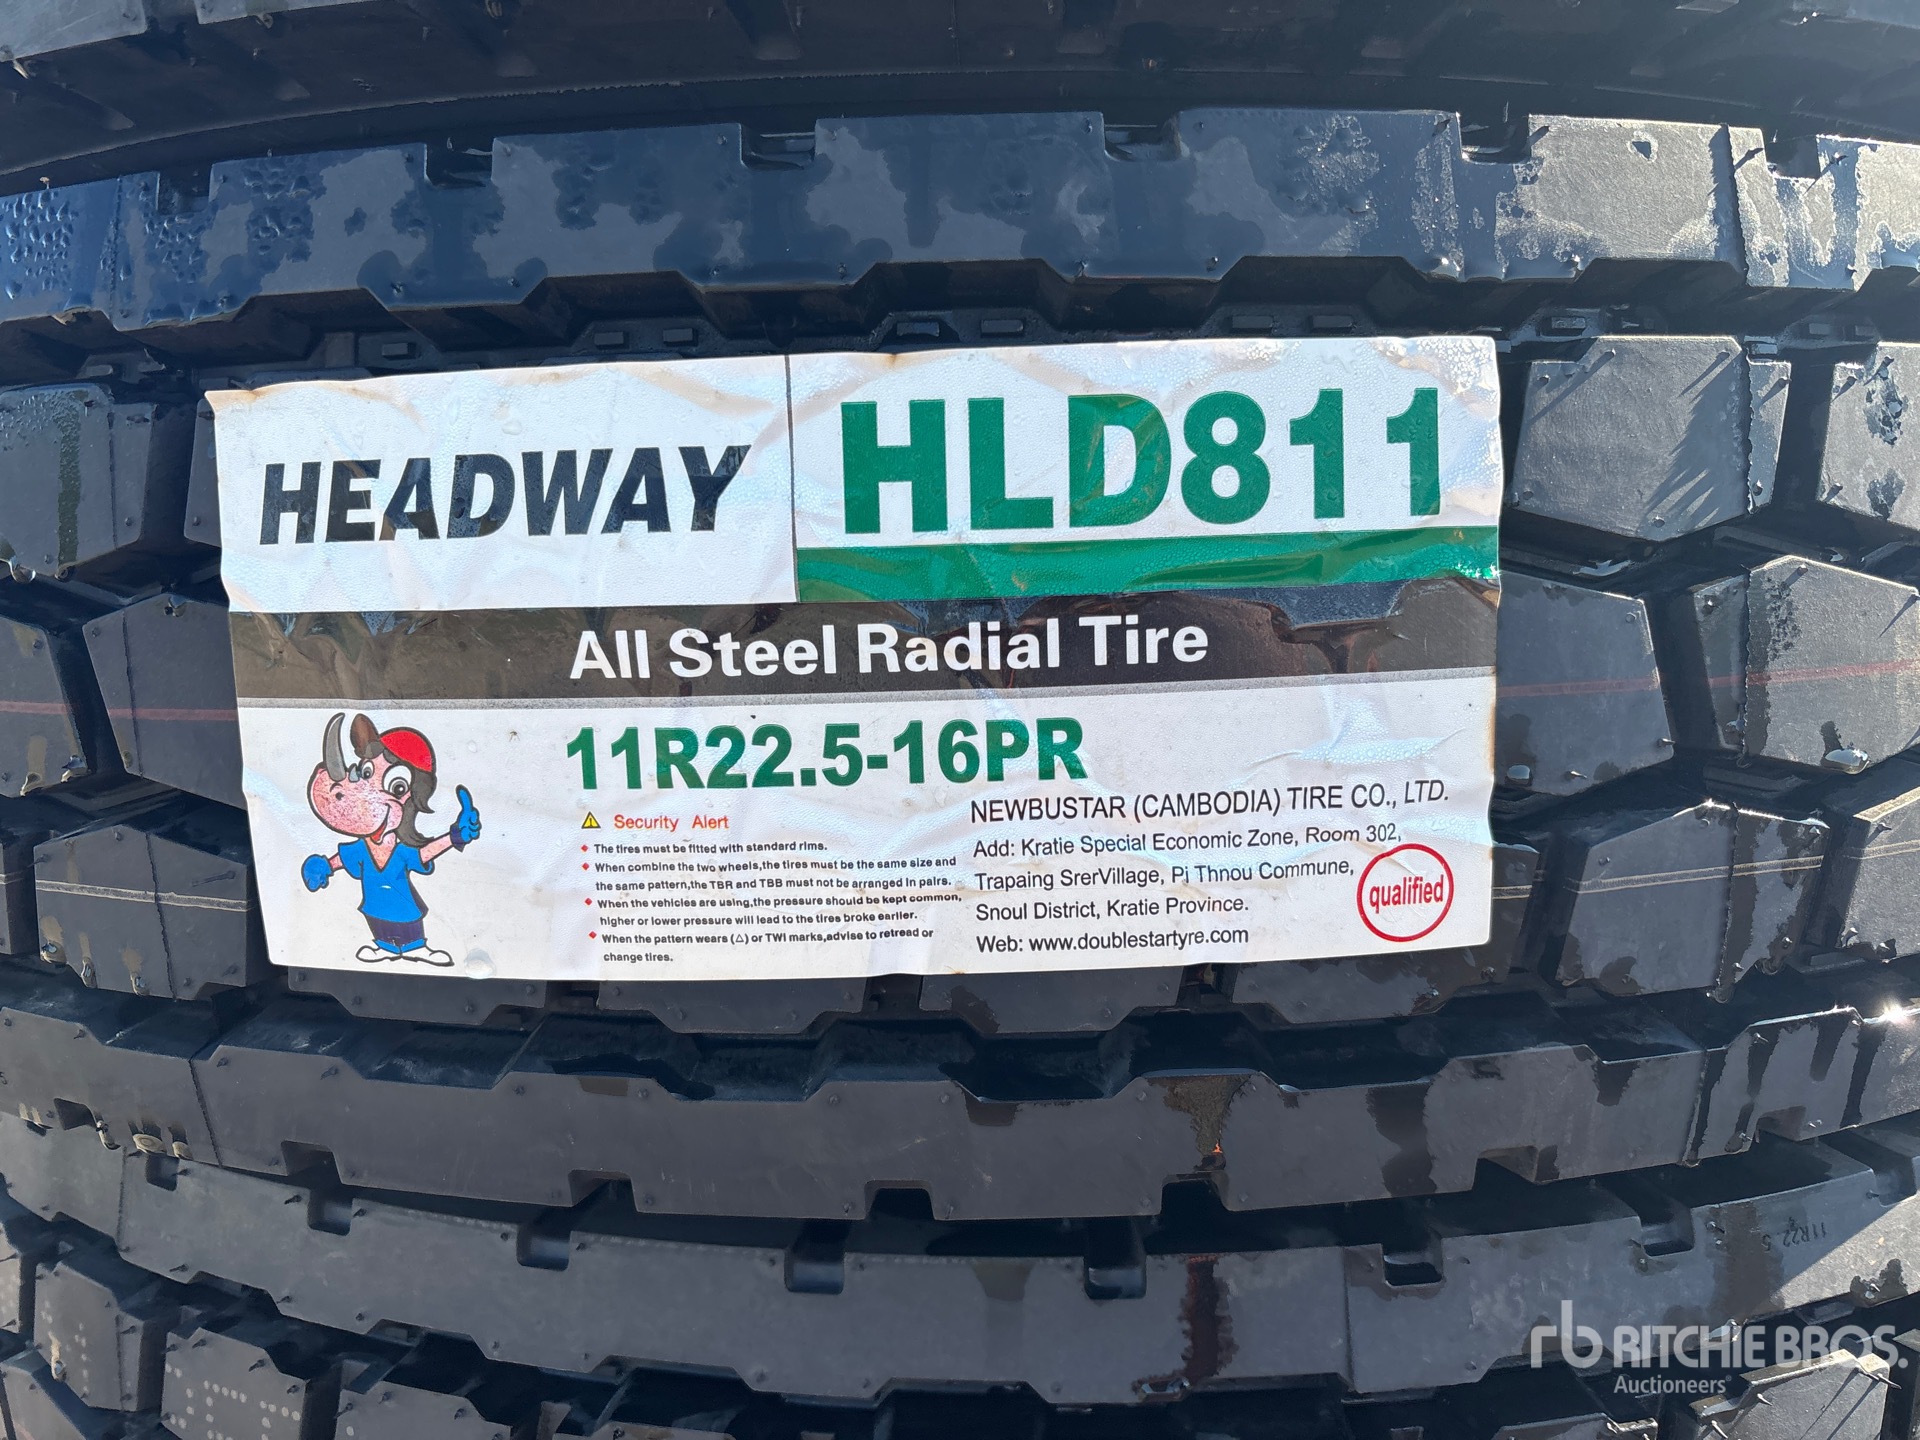 HEADWAY
HLD811
All Steel Radial Tire
11R22.5-16PR
Security Alert
The tires must be fitted with standard rims.
When combine the two wheels,the tires must be the same size and
the same pattern,the TBR and TBB must not be arranged in pairs.
When the vehicles are using,the pressure should be kept common,
higher or lower pressure will lead to the tires broke earlier.
When the pattern wears (△) or TWI marks,advise to retread or
change tires.
NEWBUSTAR (CAMBODIA) TIRE CO., LTD.
Add: Kratie Special Economic Zone, Room 302,
Trapaing SrerVillage, Pi Thnou Commune,
Snoul District, Kratie Province.
Web: www.doublestartyre.com
qualified
11R22.5
rb RITCHIE BROS.
Auctioneers